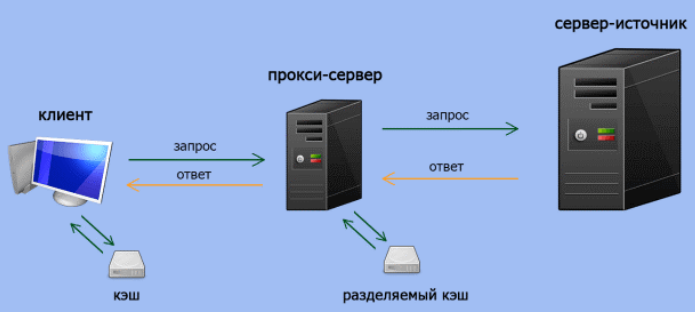 сервер-источник
прокси-сервер
клиент
запрос
запрос
ответ
ответ
кэш
разделяемый кэш